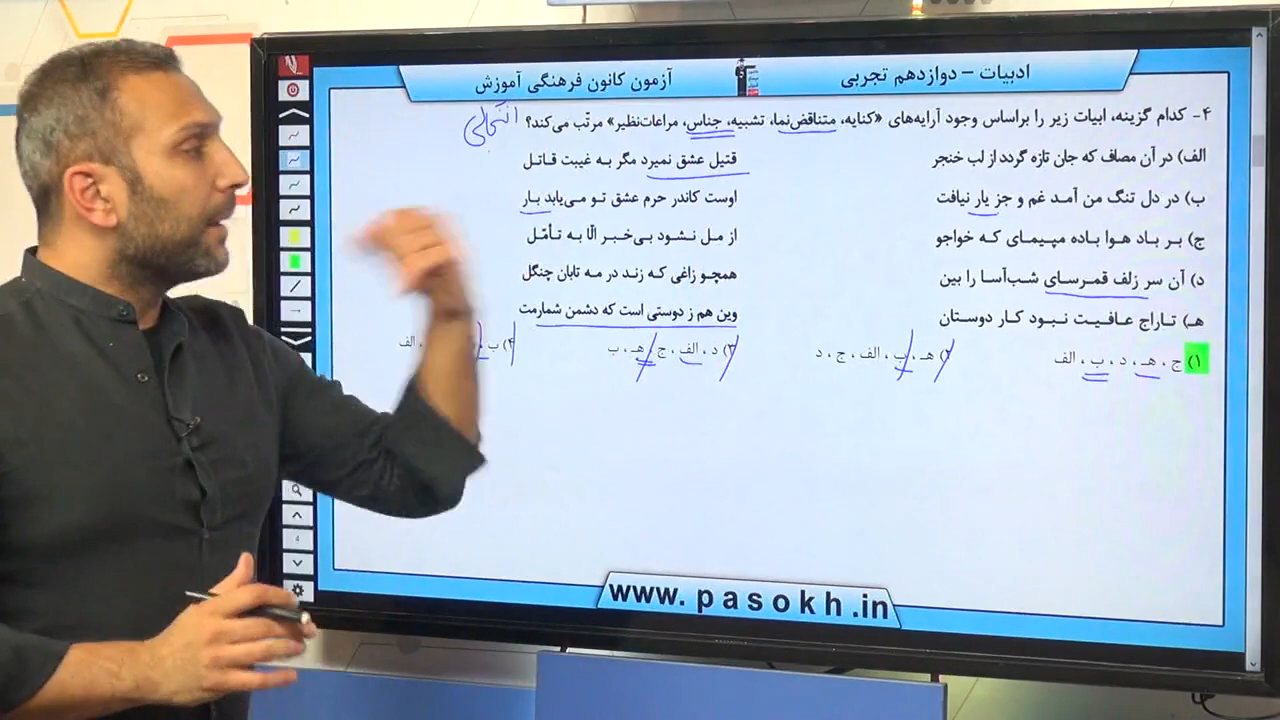 ادبیات – دوازدهم تجربی
آزمون کانون فرهنگی آموزش
۴- کدام گزینه، ابیات زیر را براساس وجود آرایه‌های «کنایه، متناقض‌نما، تشبیه، جناس، مراعات‌نظیر» مرتّب می‌کند؟
الف) در آن مصاف که جان تازه گردد از لب خنجر قتیل عشق نمیرد مگر به غیبت قاتل
ب) در دل تنگ من آمد غم و جز یار نیافت اوست کاندر حرم عشق تو می‌یابد بار
ج) بر باد هوا باده مپیمای که خواجو از مل نشود بی‌خبر الّا به تأمّل
د) آن سر زلف قمرسای شب‌آسا را بین همچو زاغی که زند در مه تابان چنگل
هـ) تاراج عافیت نبود کار دوستان وین هم ز دوستی است که دشمن شمارمت
۱) ج ، هـ ، د ، ب ، الف ۲) هـ ، ب ، الف ، ج ، د ۳) د ، الف ، ج ، هـ ، ب ۴) ب ، الف
www. p a s o k h .in